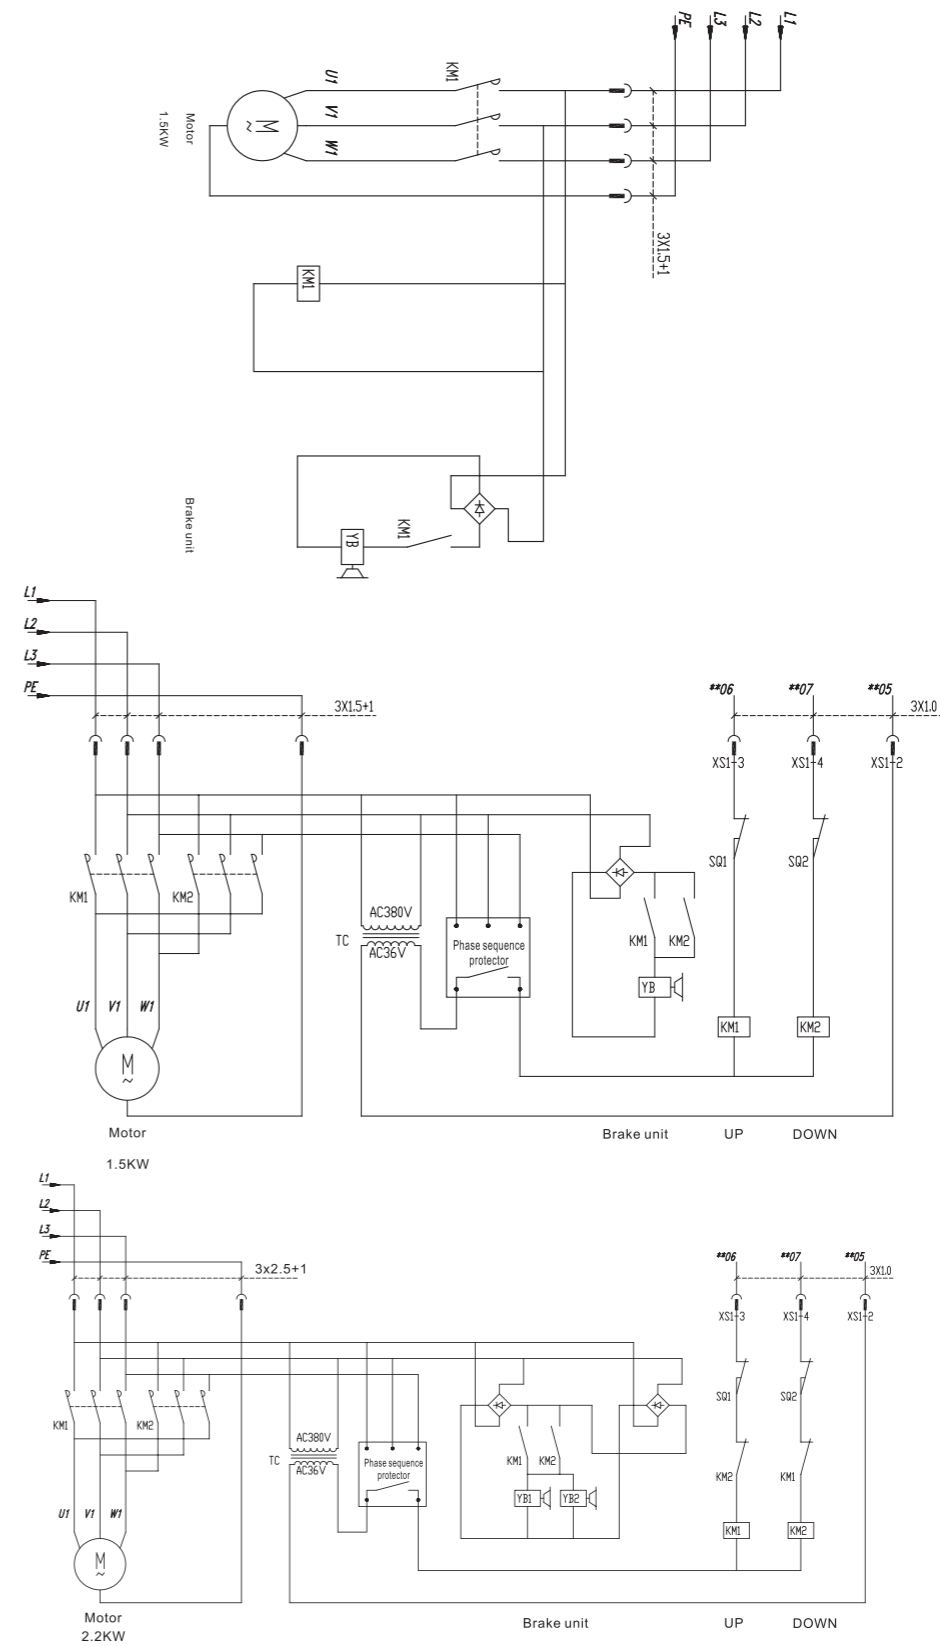 PE L3 L2 L1
U1 KM1
V1
W1
Motor
1.5KW
M
~
3X1.5+1
KM1
Brake unit
KM1
YB
L1
L2
L3
PE
3X1.5+1
**06 **07 **05
3X1.0
XS1-3 XS1-4 XS1-2
SQ1 SQ2
KM1 KM2
AC380V
TC
AC36V
Phase sequence
protector
KM1 KM2
YB
U1 V1 W1
KM1 KM2
M
~
Motor
1.5KW
Brake unit UP DOWN
L1
L2
L3
PE
3x2.5+1
**06 **07 **05
3X1.0
XS1-3 XS1-4 XS1-2
SQ1 SQ2
KM1 KM2
AC380V
TC
AC36V
Phase sequence
protector
KM1 KM2
KM2 KM1
YB1 YB2
U1 V1 W1
KM1 KM2
M
~
Motor
2.2KW
Brake unit UP DOWN